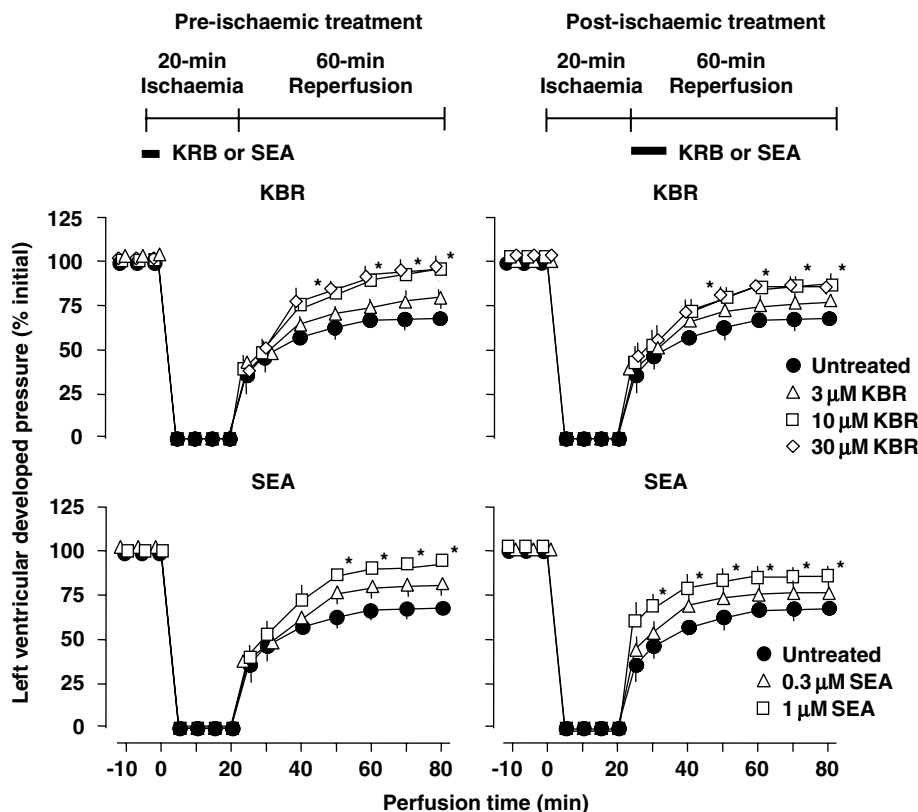 Pre-ischaemic treatment
Post-ischaemic treatment
20-min Ischaemia
60-min Reperfusion
20-min Ischaemia
60-min Reperfusion
KRB or SEA
KRB or SEA
KBR
KBR
Left ventricular developed pressure (% initial)
125
100
75
50
25
0
* * * * *
* * * *
Untreated
3 µM KBR
10 µM KBR
30 µM KBR
SEA
SEA
125
100
75
50
25
0
* * * *
* * * * * *
Untreated
0.3 µM SEA
1 µM SEA
-10 0 20 40 60 80
-10 0 20 40 60 80
Perfusion time (min)